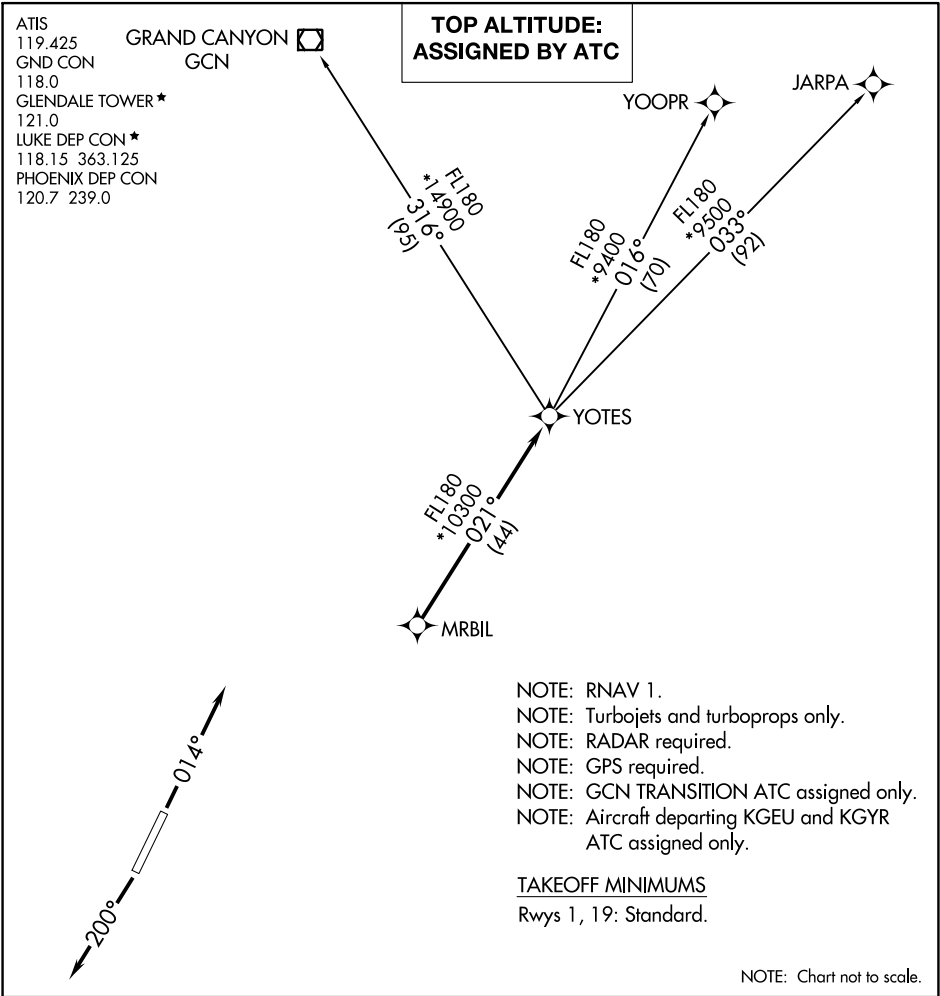 ATIS
119.425
GND CON
118.0
GLENDALE TOWER★
121.0
LUKE DEP CON★
118.15 363.125
PHOENIX DEP CON
120.7 239.0
GRAND CANYON
GCN
TOP ALTITUDE:
ASSIGNED BY ATC
YOOPR
JARPA
FL180
*14900
316°
(95)
FL180
*9400
016°
(70)
FL180
*9500
033°
(92)
YOTES
FL180
*10300
021°
(44)
MRBIL
014°
200°
NOTE: RNAV 1.
NOTE: Turbojets and turboprops only.
NOTE: RADAR required.
NOTE: GPS required.
NOTE: GCN TRANSITION ATC assigned only.
NOTE: Aircraft departing KGEU and KGYR
ATC assigned only.
TAKEOFF MINIMUMS
Rwys 1, 19: Standard.
NOTE: Chart not to scale.